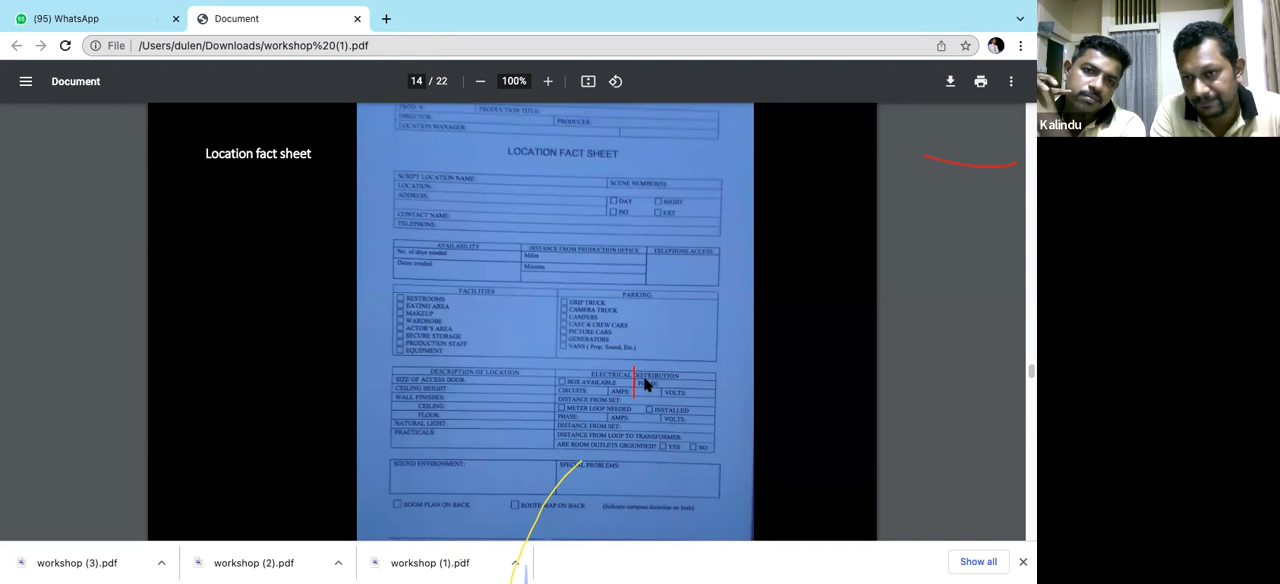 (95) WhatsApp
Document
File /Users/dulen/Downloads/workshop%20(1).pdf
Document
14 / 22
100%
Kalindu
Location fact sheet
PROD #: PRODUCTION TITLE:
DIRECTOR: PRODUCER:
LOCATION MANAGER:
LOCATION FACT SHEET
SCRIPT LOCATION NAME: SCENE NUMBER(S):
LOCATION:
ADDRESS: DAY NIGHT
INT EXT
CONTACT NAME:
TELEPHONE:
AVAILABILITY DISTANCE FROM PRODUCTION OFFICE TELEPHONE ACCESS
No. of days needed Miles
Dates needed Minutes
FACILITIES PARKING
RESTROOMS GRIP TRUCK
EATING AREA CAMERA TRUCK
MAKEUP CAMPERS
WARDROBE CAST & CREW CARS
ACTOR'S AREA PICTURE CARS
SECURE STORAGE GENERATORS
PRODUCTION STAFF VANS ( Prop, Sound, Etc.)
EQUIPMENT
DESCRIPTION OF LOCATION ELECTRICAL DISTRIBUTION
SIZE OF ACCESS DOOR: BOX AVAILABLE
CEILING HEIGHT CIRCUITS: AMPS: VOLTS:
WALL FINISHES: DISTANCE FROM SET:
CEILING: METER LOOP NEEDED INSTALLED
FLOOR: PHASE: AMPS VOLTS:
NATURAL LIGHT: DISTANCE FROM SET:
PRACTICALS: DISTANCE FROM LOOP TO TRANSFORMER:
ARE ROOM OUTLETS GROUNDED? YES NO
SOUND ENVIRONMENT: SPECIAL PROBLEMS:
ROOM PLAN ON BACK ROUTE MAP ON BACK (Indicate compass direction on both)
workshop (3).pdf
workshop (2).pdf
workshop (1).pdf
Show all